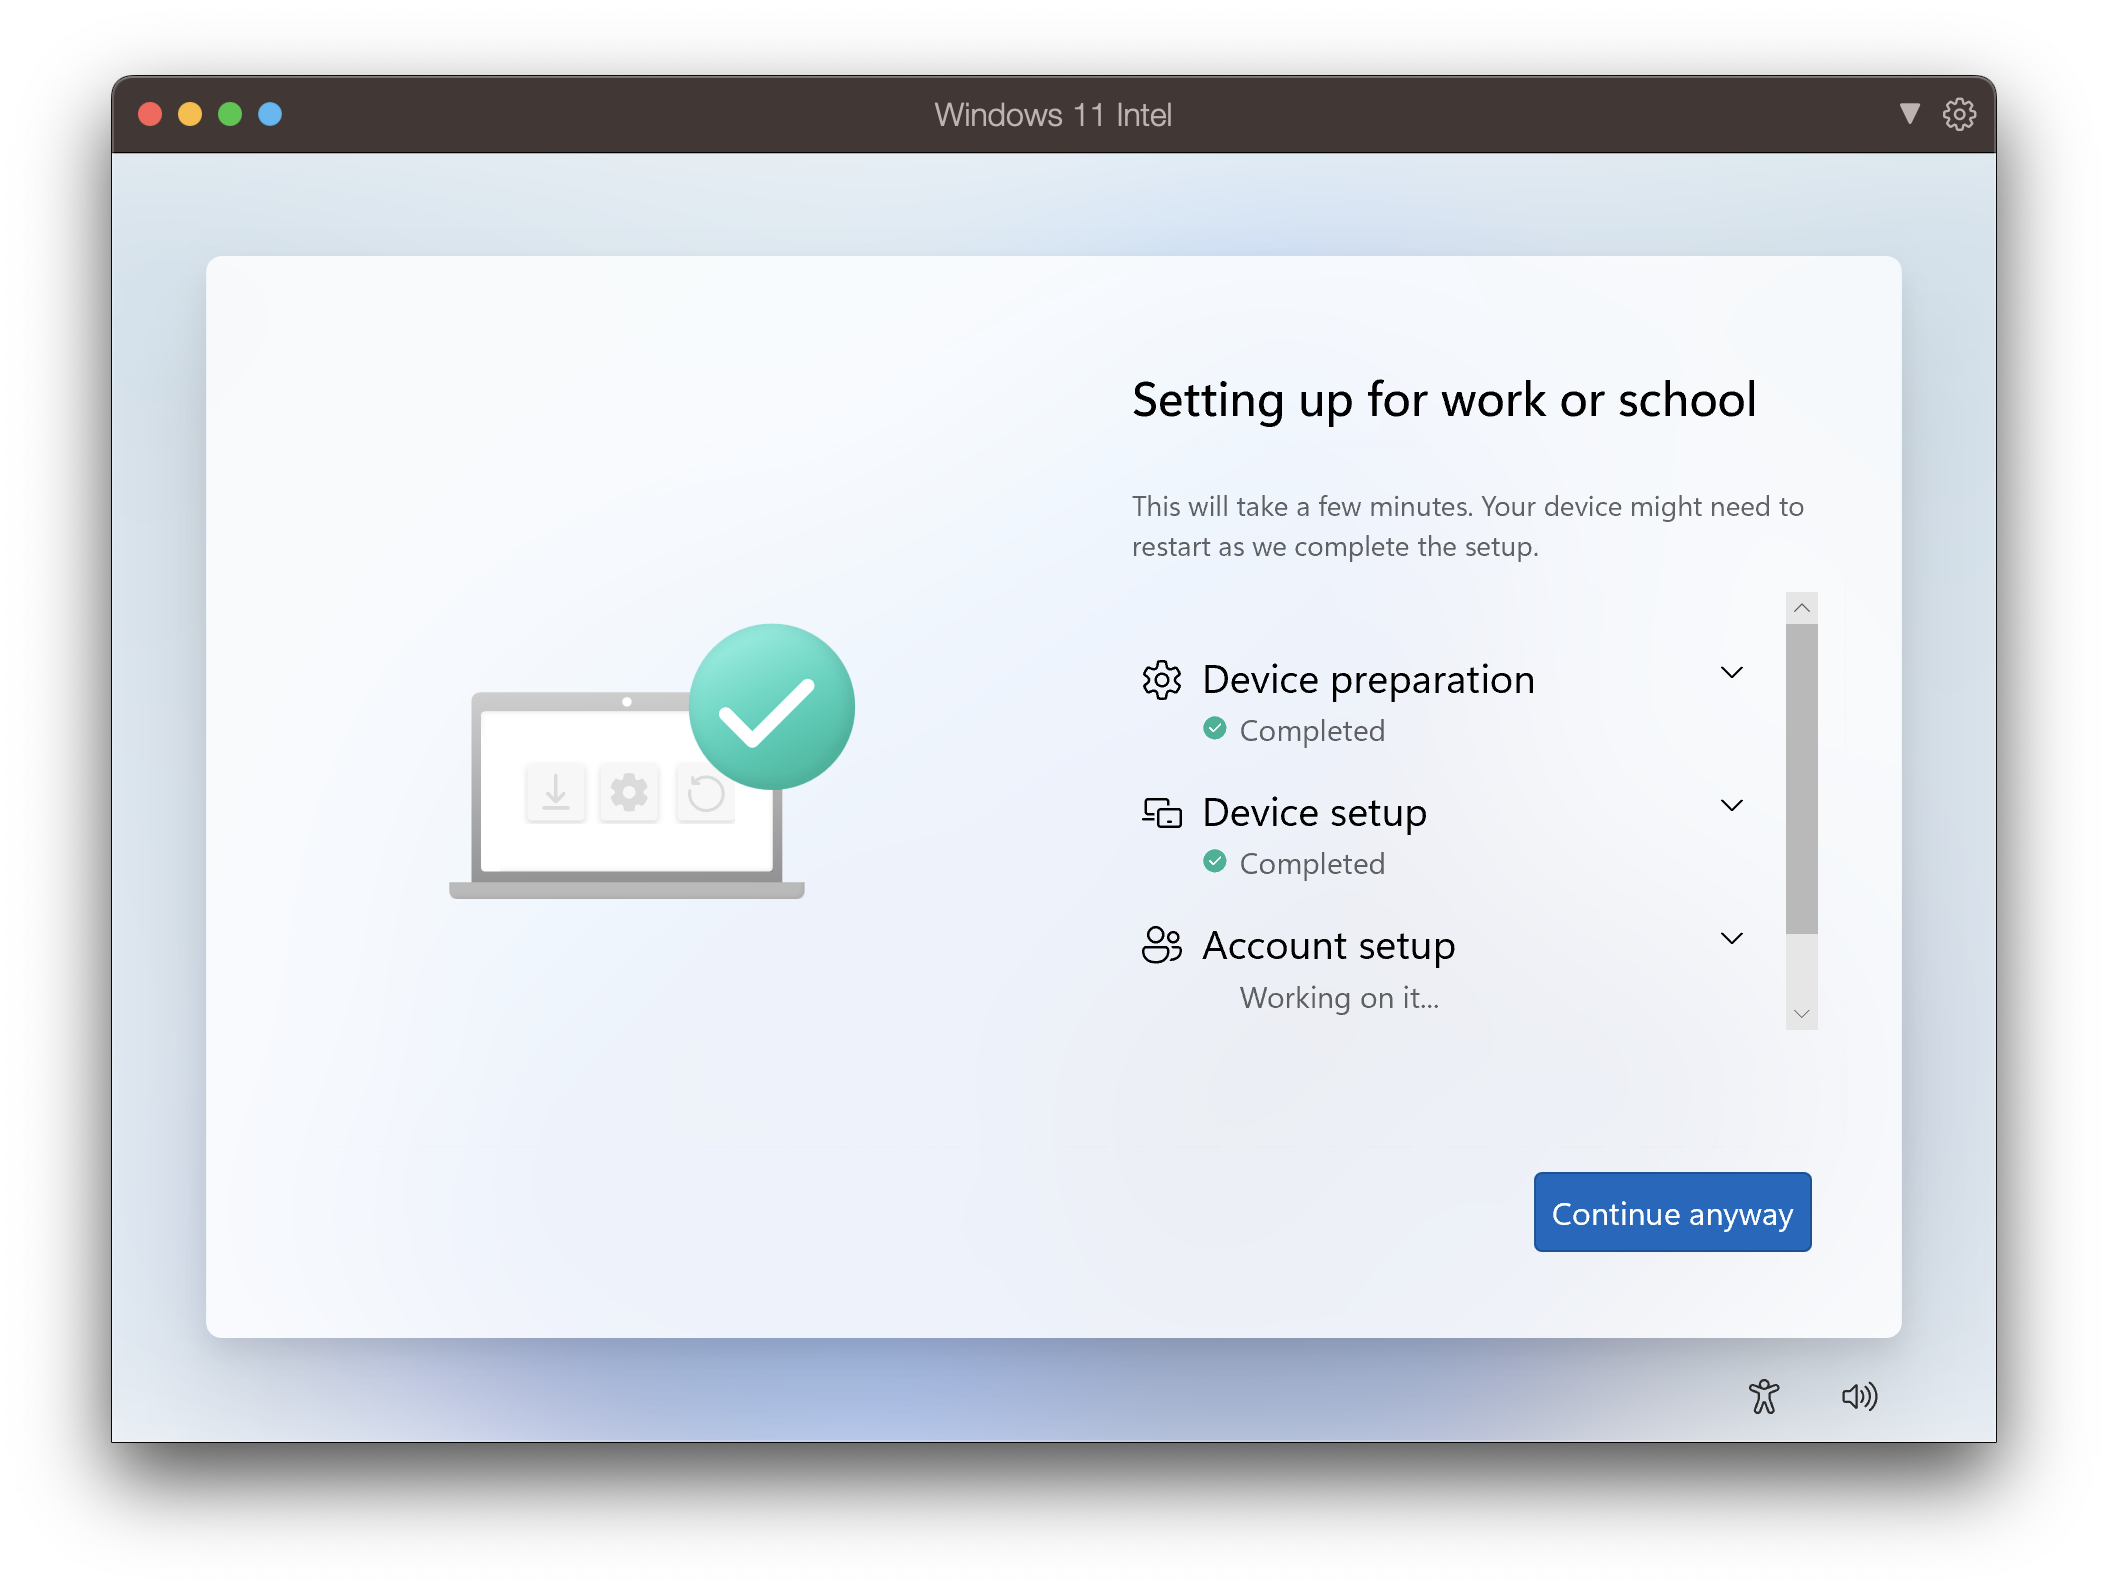 Windows 11 Intel
Setting up for work or school
This will take a few minutes. Your device might need to
restart as we complete the setup.
Device preparation
Completed
Device setup
Completed
Account setup
Working on it...
Continue anyway